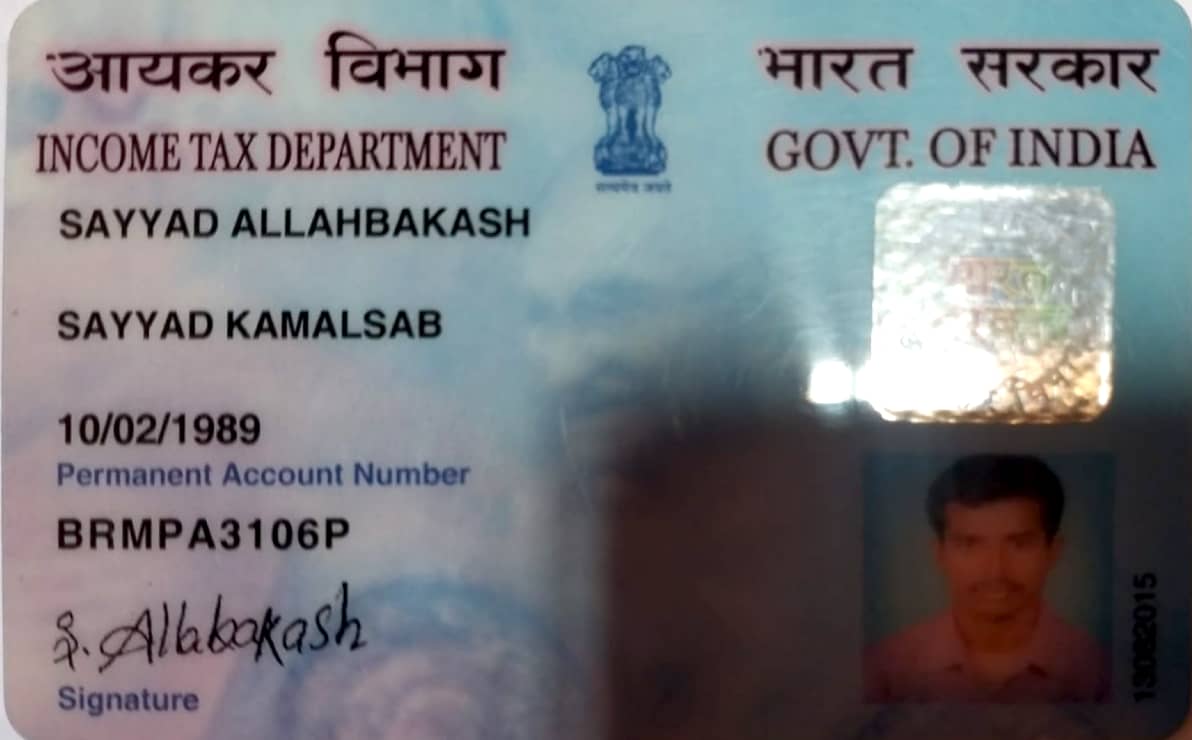 आयकर विभाग
भारत सरकार
INCOME TAX DEPARTMENT
GOVT. OF INDIA
सत्यमेव जयते
SAYYAD ALLAHBAKASH
SAYYAD KAMALSAB
10/02/1989
Permanent Account Number
BRMPA3106P
S. Allabakash
Signature
13082015